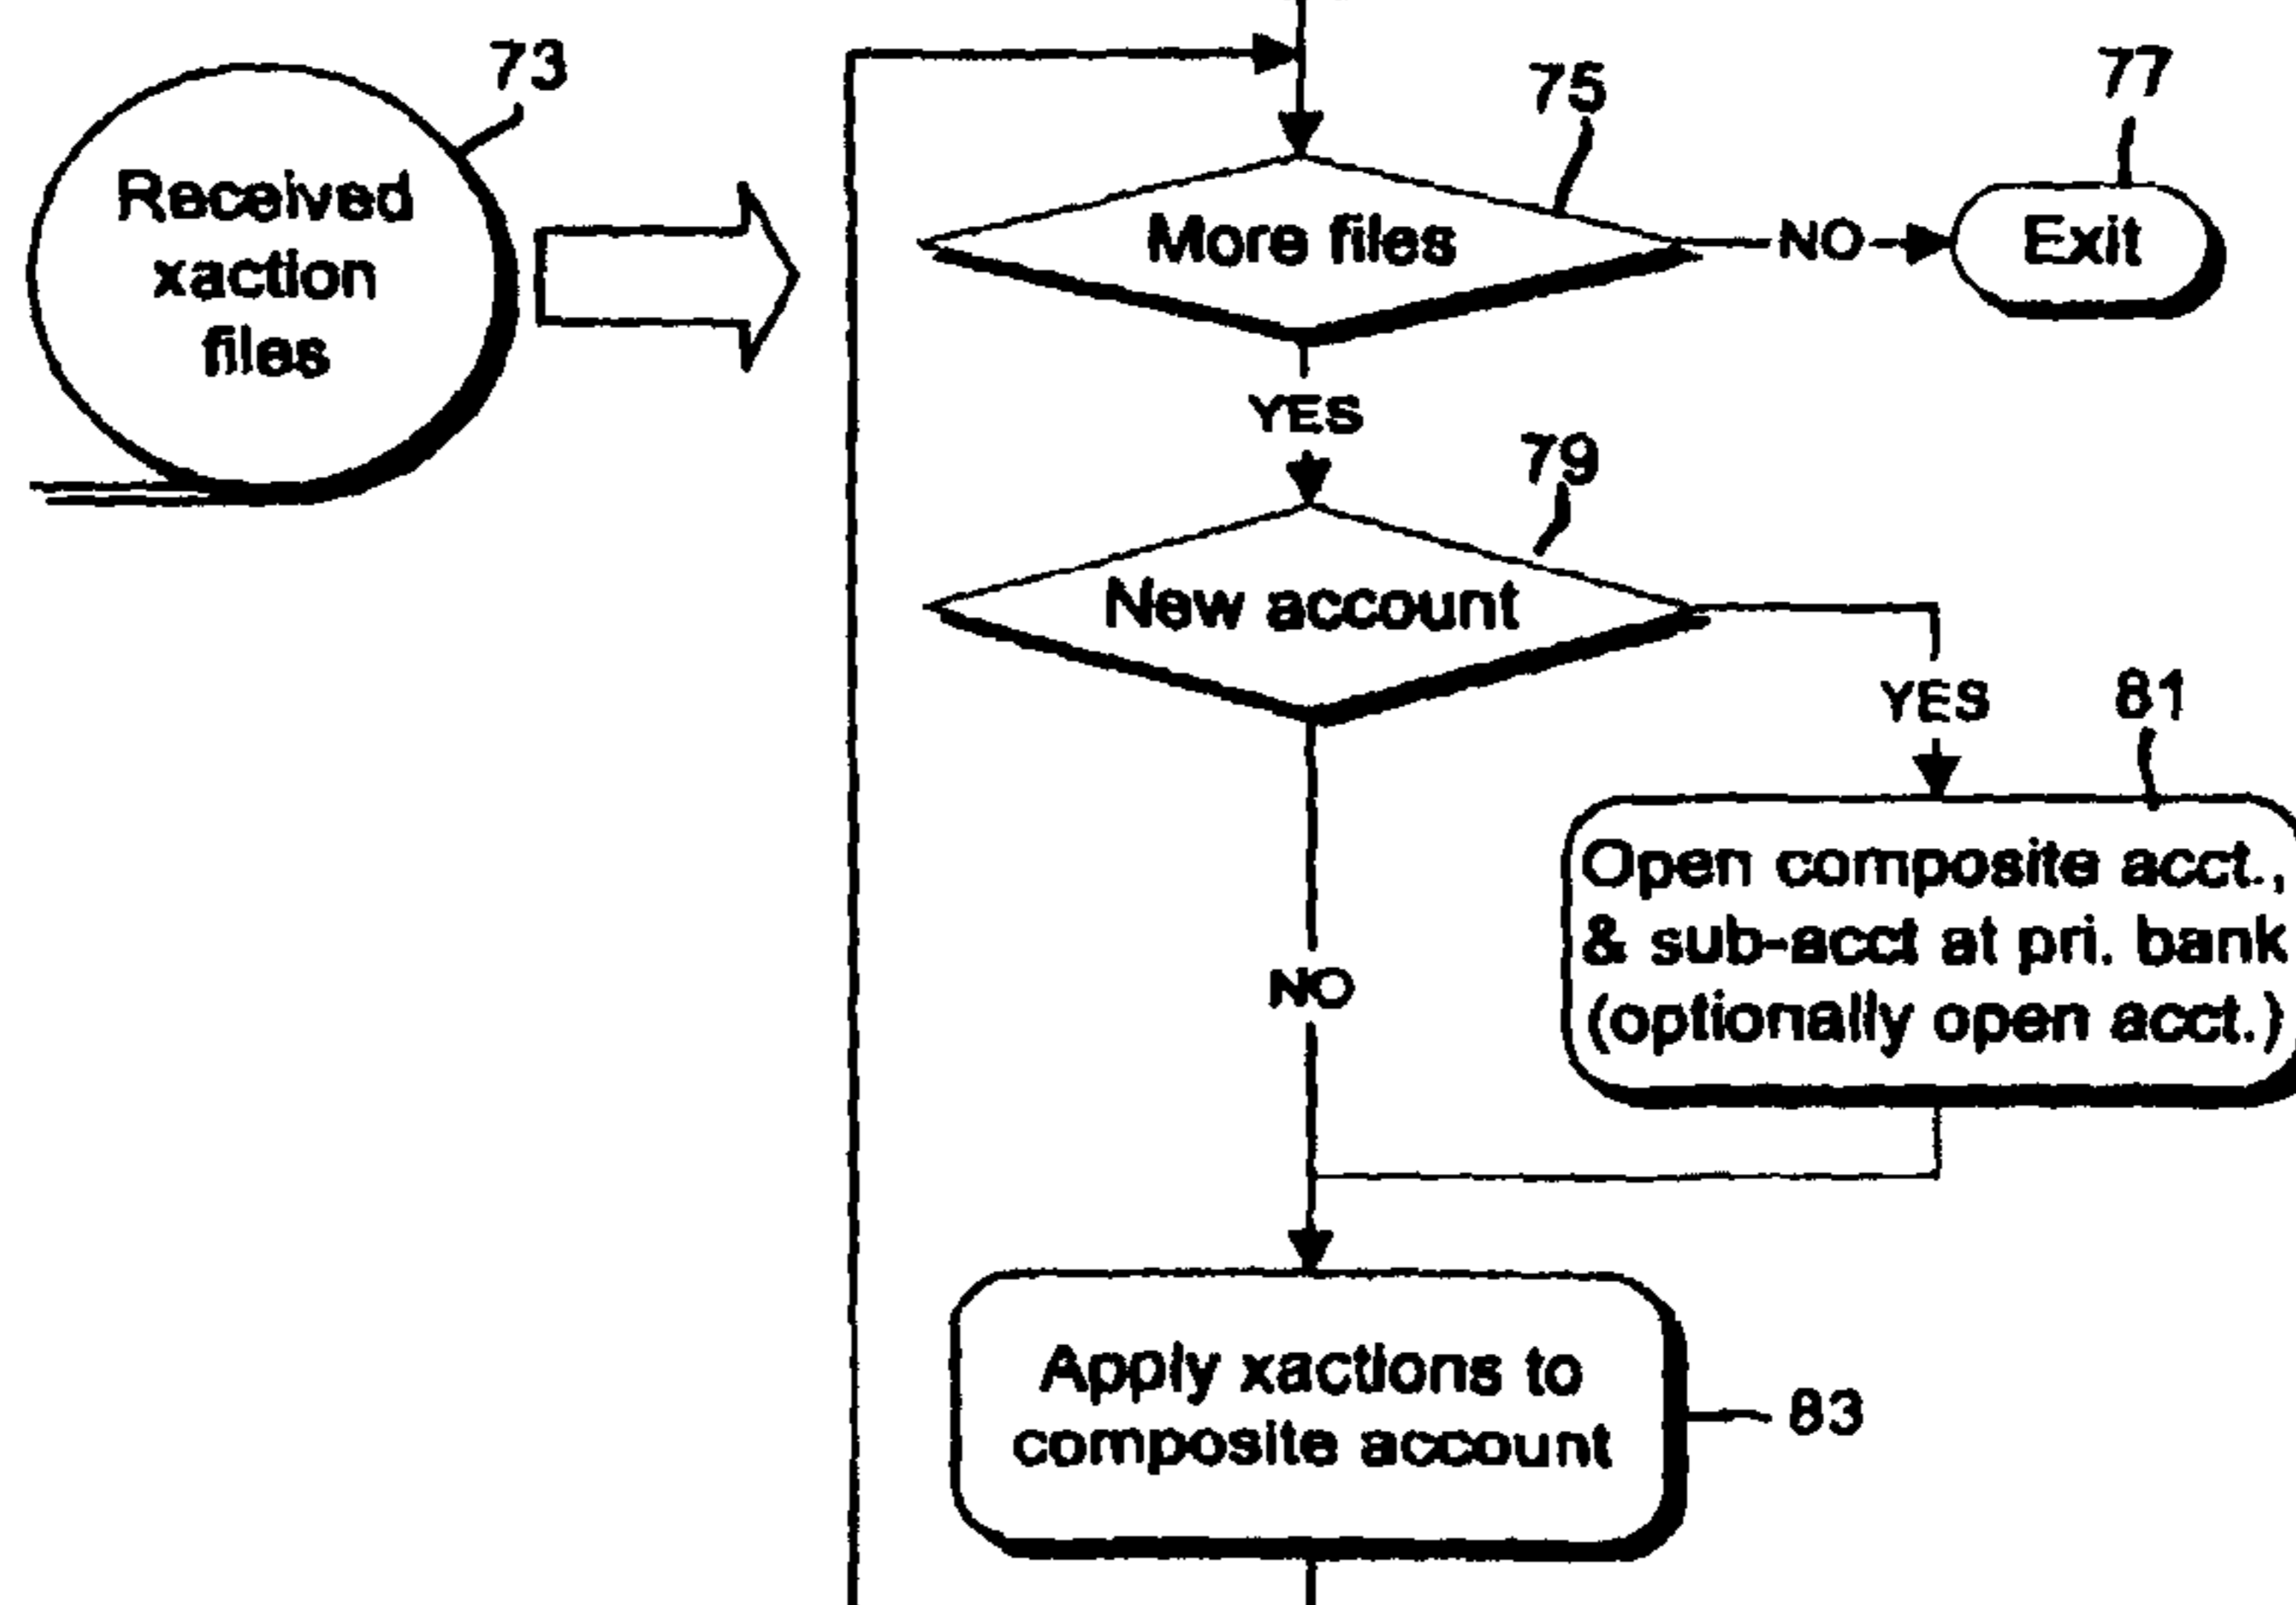 73
Received
xaction
files
75
More files
NO
77
Exit
YES
79
New account
YES
81
Open composite acct.,
& sub-acct at pri. bank
(optionally open acct.)
NO
Apply xactions to
composite account
83